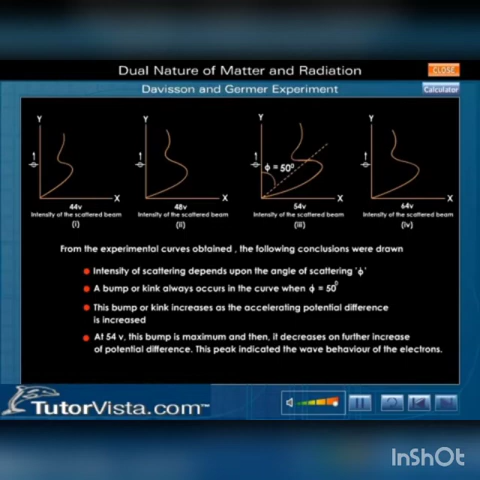 Dual Nature of Matter and Radiation
CLOSE
Davisson and Germer Experiment
Calculator
Y
Y
Y
Y
ϕ = 50⁰
ϕ
ϕ
ϕ
ϕ
X
X
X
X
44v
48v
54v
64v
Intensity of the scattered beam
Intensity of the scattered beam
Intensity of the scattered beam
Intensity of the scattered beam
(i)
(ii)
(iii)
(iv)
From the experimental curves obtained , the following conclusions were drawn
Intensity of scattering depends upon the angle of scattering 'ϕ'
A bump or kink always occurs in the curve when ϕ = 50⁰
This bump or kink increases as the accelerating potential difference
is increased
At 54 v, this bump is maximum and then, it decreases on further increase
of potential difference. This peak indicated the wave behaviour of the electrons.
TutorVista.com™
InShOt